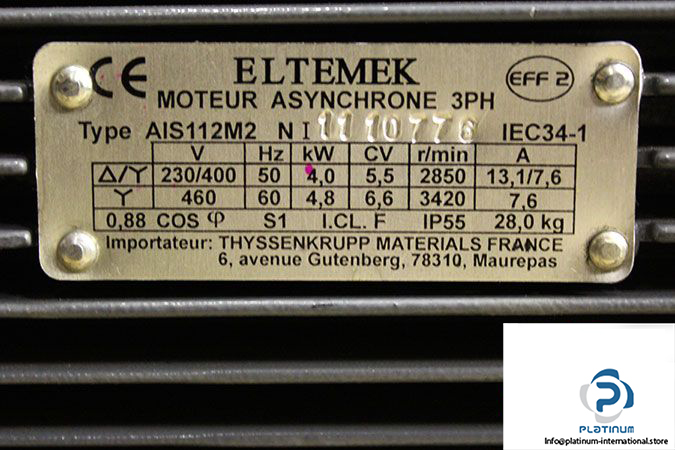 CE ELTEMEK EFF 2
MOTEUR ASYNCHRONE 3PH
Type AIS112M2 N I 1110776 IEC34-1
V Hz kW CV r/min A
Δ/Y 230/400 50 4,0 5,5 2850 13,1/7,6
Y 460 60 4,8 6,6 3420 7,6
0,88 COS φ S1 I.CL. F IP55 28,0 kg
Importateur: THYSSENKRUPP MATERIALS FRANCE
6, avenue Gutenberg, 78310, Maurepas
PLATINUM
Info@platinum-international.store